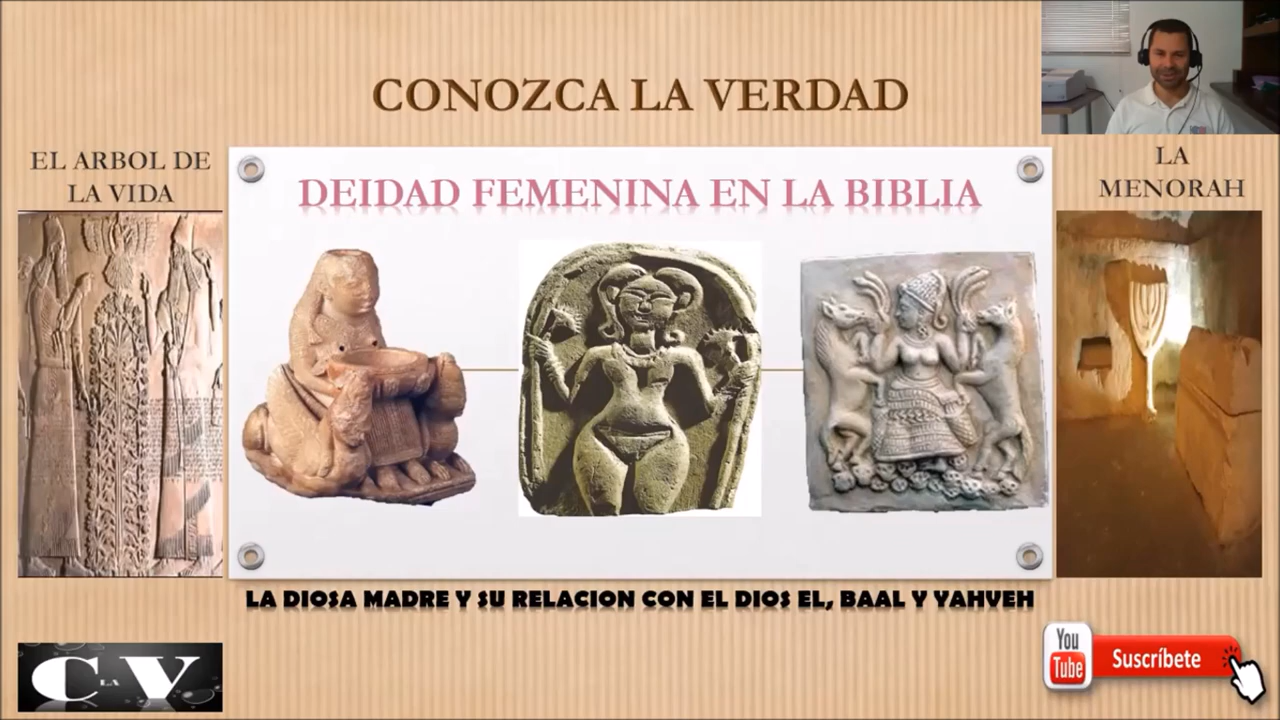 CONOZCA LA VERDAD
EL ARBOL DE
LA VIDA
DEIDAD FEMENINA EN LA BIBLIA
LA
MENORAH
LA DIOSA MADRE Y SU RELACION CON EL DIOS EL, BAAL Y YAHVEH
C LA V
You
Tube
Suscríbete